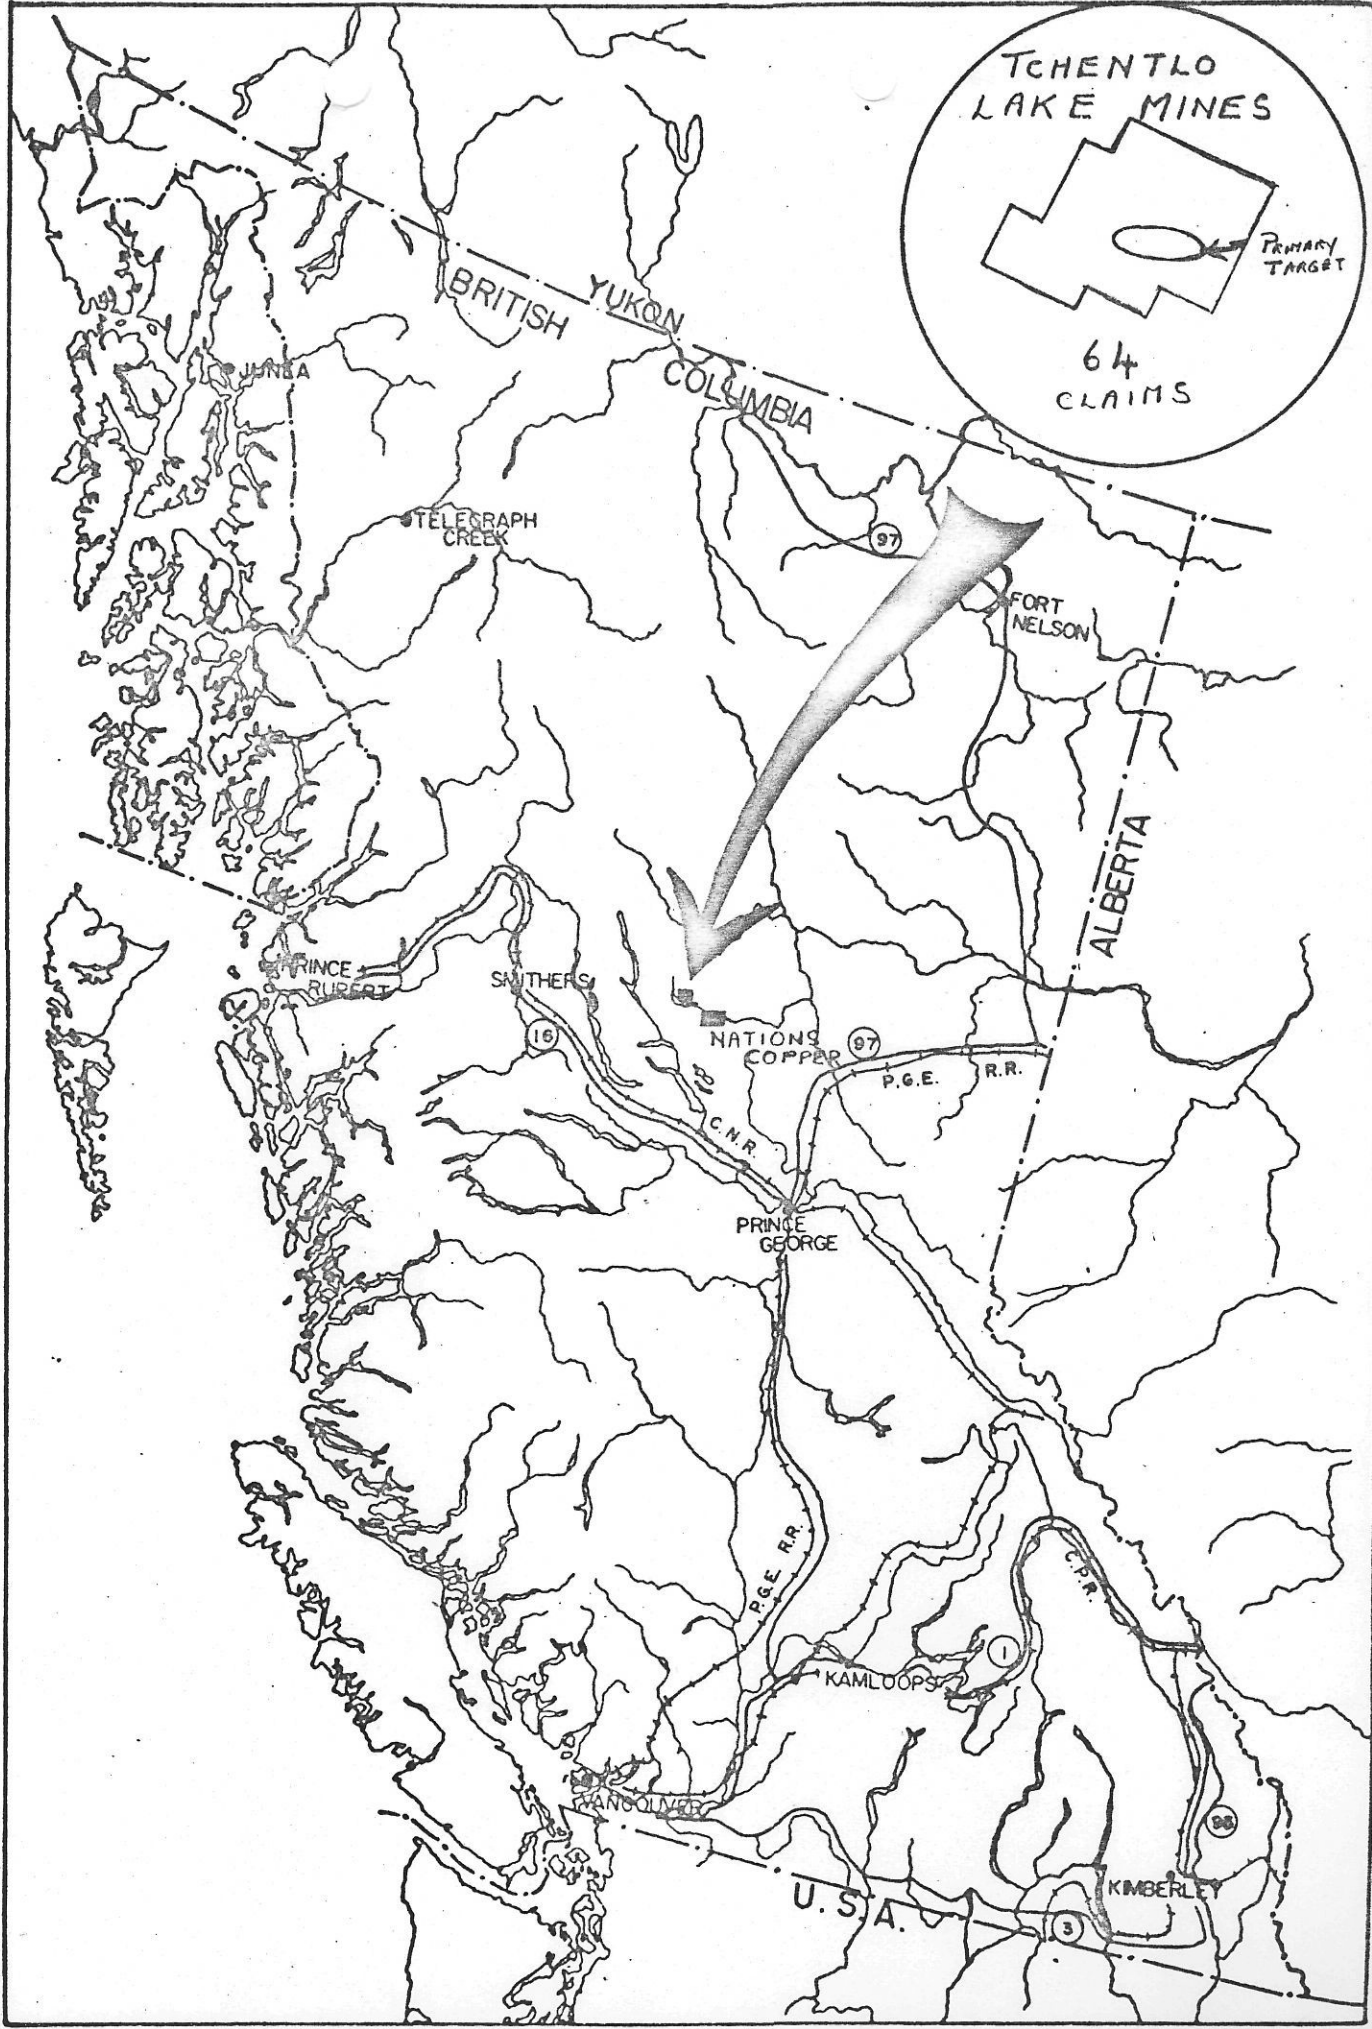 TCHENTLO
LAKE MINES
PRIMARY
TARGET
64
CLAIMS
BRITISH
YUKON
COLUMBIA
JUNEA
TELEGRAPH
CREEK
97
FORT
NELSON
ALBERTA
PRINCE
RUPERT
SMITHERS
16
NATIONS
COPPER
97
P.G.E. R.R.
C.N.R.
PRINCE
GEORGE
P.G.E. R.R.
C.P.R.
1
KAMLOOPS
VANCOUVER
95
KIMBERLEY
U.S.A.
3